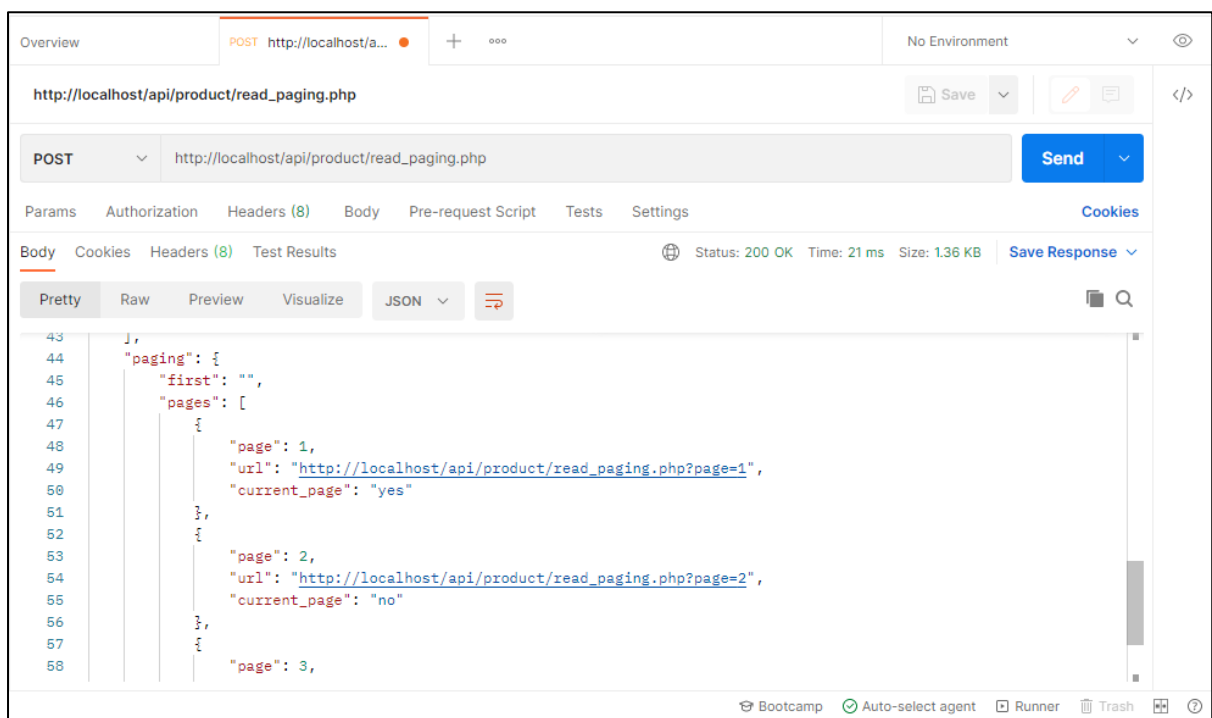 Overview POST http://localhost/a... + ooo No Environment
http://localhost/api/product/read_paging.php Save </>
POST http://localhost/api/product/read_paging.php Send
Params Authorization Headers (8) Body Pre-request Script Tests Settings Cookies
Body Cookies Headers (8) Test Results Status: 200 OK Time: 21 ms Size: 1.36 KB Save Response
Pretty Raw Preview Visualize JSON
43 ],
44 "paging": {
45 "first": "",
46 "pages": [
47 {
48 "page": 1,
49 "url": "http://localhost/api/product/read_paging.php?page=1",
50 "current_page": "yes"
51 },
52 {
53 "page": 2,
54 "url": "http://localhost/api/product/read_paging.php?page=2",
55 "current_page": "no"
56 },
57 {
58 "page": 3,
Bootcamp Auto-select agent Runner Trash